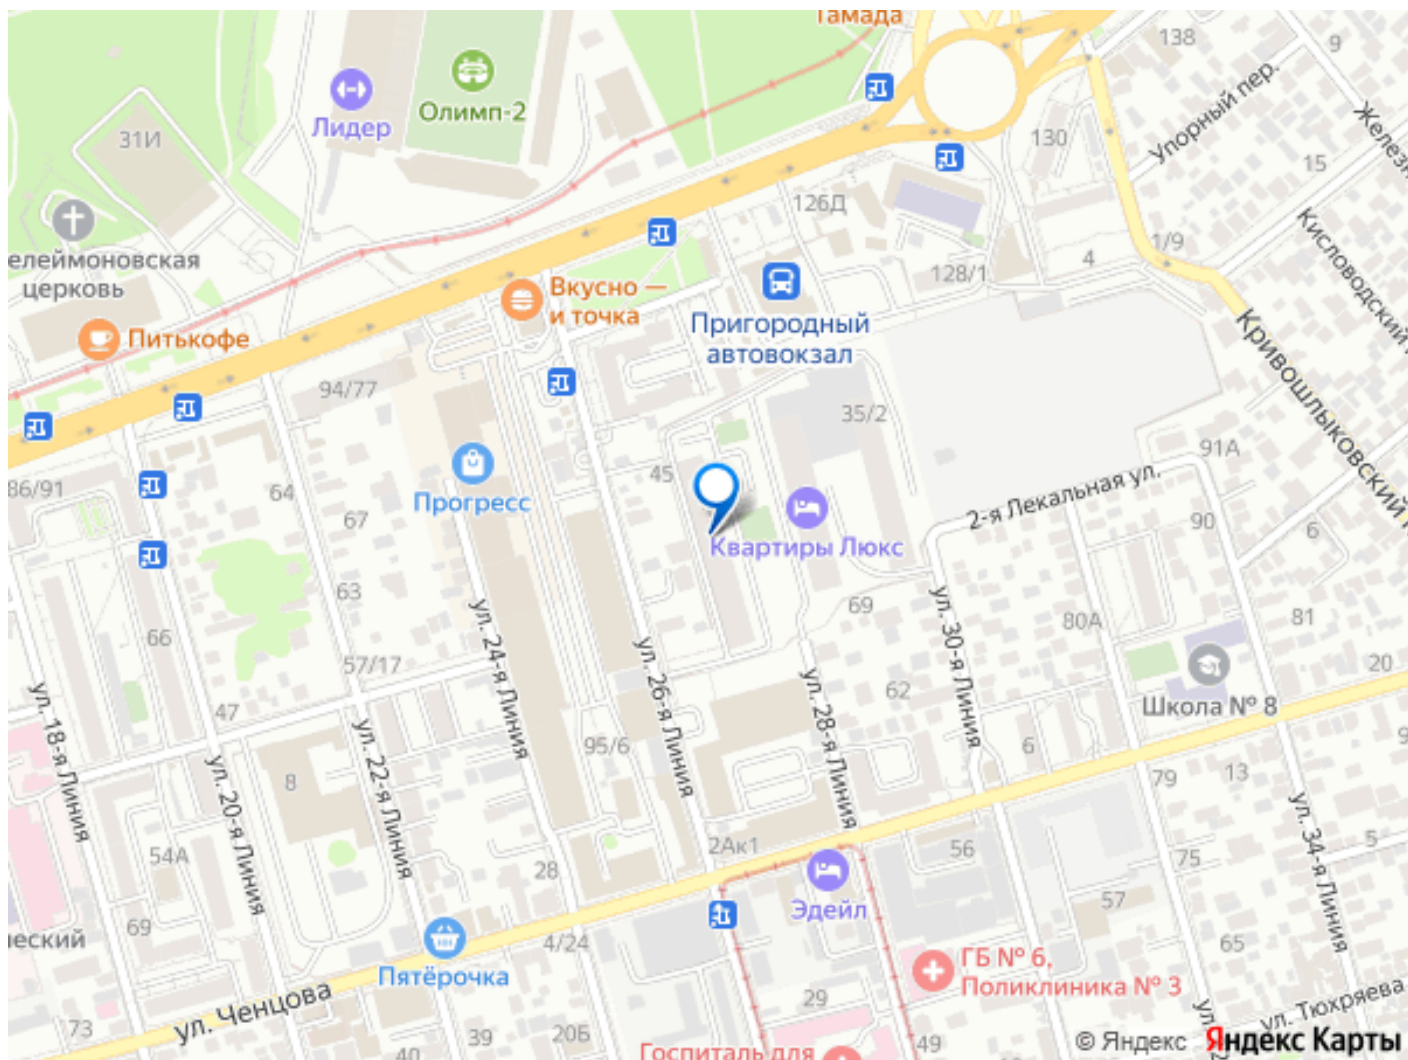 Тамада
138
9
Олимп-2
Лидер
31И
130
Упорный пер.
15
126Д
1/9
4
128/1
Кисловодский
елеймоновская
церковь
Вкусно —
и точка
Питькофе
Пригородный
автовокзал
Кривошлыковский
94/77
35/2
91А
45
86/91
64
67
Прогресс
2-я Лекальная ул.
90
6
Квартиры Люкс
63
69
66
ул. 24-я Линия
ул. 26-я Линия
ул. 30-я Линия
80А
81
57/17
20
62
ул. 28-я Линия
Школа № 8
47
ул. 18-я Линия
ул. 20-я Линия
ул. 22-я Линия
95/6
6
8
79
13
ул. 34-я Линия
5
54А
2Ак1
56
75
28
57
Эдейл
69
4/24
65
еский
Пятёрочка
ГБ № 6,
Поликлиника № 3
29
ул. Ченцова
73
39
20Б
40
49
ул.
ул. Тюхряева
Госпиталь для
© Яндекс Яндекс Карты